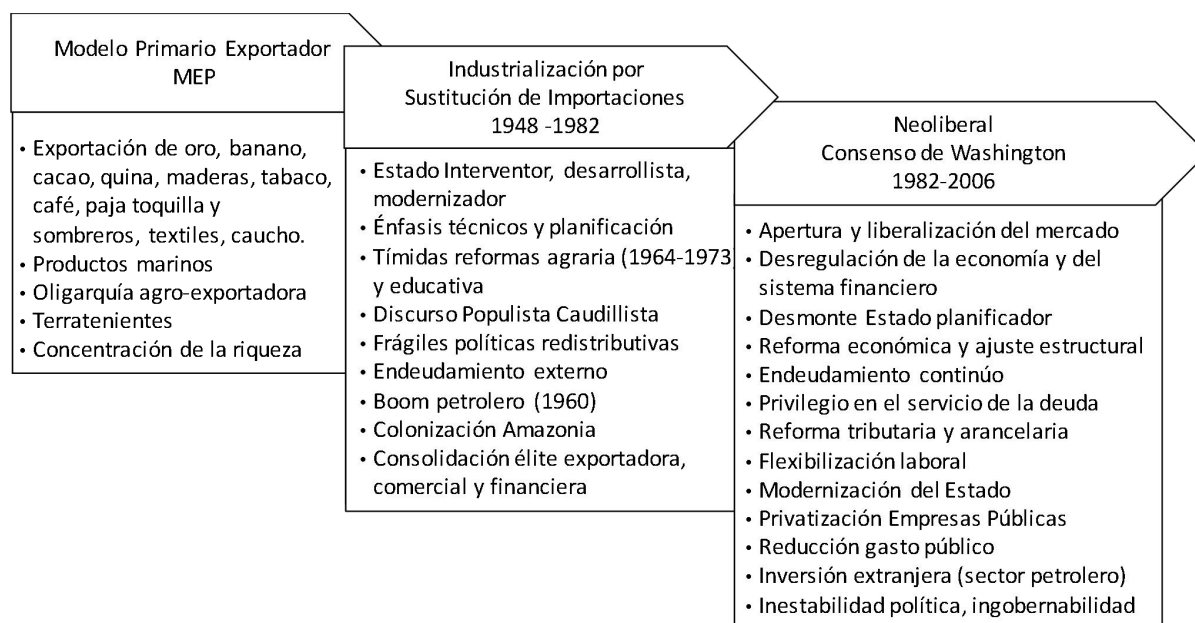 Modelo Primario Exportador
MEP
• Exportación de oro, banano,
cacao, quina, maderas, tabaco,
café, paja toquilla y
sombreros, textiles, caucho.
• Productos marinos
• Oligarquía agro-exportadora
• Terratenientes
• Concentración de la riqueza
Industrialización por
Sustitución de Importaciones
1948 -1982
• Estado Interventor, desarrollista,
modernizador
• Énfasis técnicos y planificación
• Tímidas reformas agraria (1964-1973)
y educativa
• Discurso Populista Caudillista
• Frágiles políticas redistributivas
• Endeudamiento externo
• Boom petrolero (1960)
• Colonización Amazonia
• Consolidación élite exportadora,
comercial y financiera
Neoliberal
Consenso de Washington
1982-2006
• Apertura y liberalización del mercado
• Desregulación de la economía y del
sistema financiero
• Desmonte Estado planificador
• Reforma económica y ajuste estructural
• Endeudamiento continúo
• Privilegio en el servicio de la deuda
• Reforma tributaria y arancelaria
• Flexibilización laboral
• Modernización del Estado
• Privatización Empresas Públicas
• Reducción gasto público
• Inversión extranjera (sector petrolero)
• Inestabilidad política, ingobernabilidad